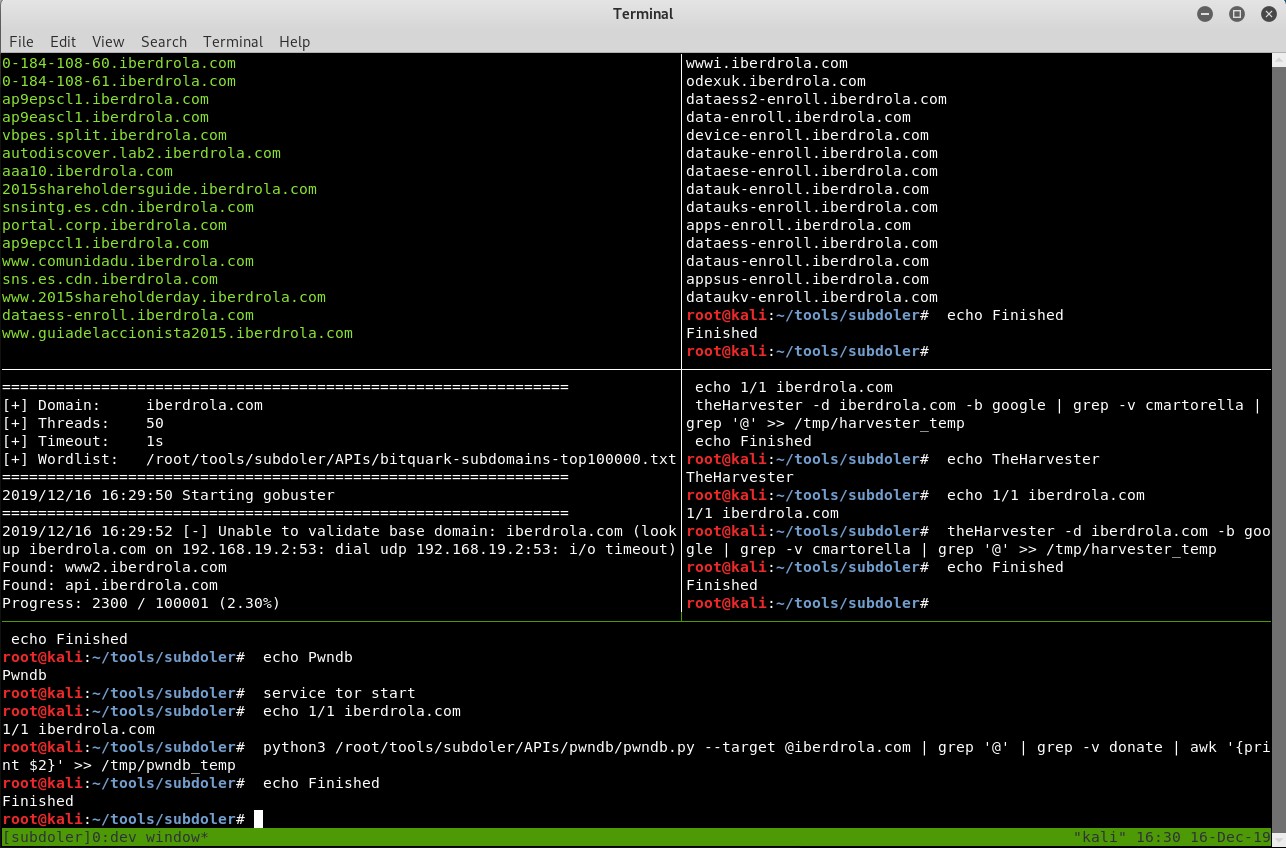 Terminal
File Edit View Search Terminal Help
0-184-108-60.iberdrola.com
0-184-108-61.iberdrola.com
ap9epscl1.iberdrola.com
ap9eascl1.iberdrola.com
vbpes.split.iberdrola.com
autodiscover.lab2.iberdrola.com
aaa10.iberdrola.com
2015shareholdersguide.iberdrola.com
snsintg.es.cdn.iberdrola.com
portal.corp.iberdrola.com
ap9epccl1.iberdrola.com
www.comunidadu.iberdrola.com
sns.es.cdn.iberdrola.com
www.2015shareholderday.iberdrola.com
dataess-enroll.iberdrola.com
www.guiadelaccionista2015.iberdrola.com
wwwi.iberdrola.com
odexuk.iberdrola.com
dataess2-enroll.iberdrola.com
data-enroll.iberdrola.com
device-enroll.iberdrola.com
datauke-enroll.iberdrola.com
dataese-enroll.iberdrola.com
datauk-enroll.iberdrola.com
datauks-enroll.iberdrola.com
apps-enroll.iberdrola.com
dataess-enroll.iberdrola.com
dataus-enroll.iberdrola.com
appsus-enroll.iberdrola.com
dataukv-enroll.iberdrola.com
root@kali:~/tools/subdoler#  echo Finished
Finished
root@kali:~/tools/subdoler#
===============================================================
[+] Domain:     iberdrola.com
[+] Threads:    50
[+] Timeout:    1s
[+] Wordlist:   /root/tools/subdoler/APIs/bitquark-subdomains-top100000.txt
===============================================================
2019/12/16 16:29:50 Starting gobuster
===============================================================
2019/12/16 16:29:52 [-] Unable to validate base domain: iberdrola.com (look
up iberdrola.com on 192.168.19.2:53: dial udp 192.168.19.2:53: i/o timeout)
Found: www2.iberdrola.com
Found: api.iberdrola.com
Progress: 2300 / 100001 (2.30%)
echo 1/1 iberdrola.com
theHarvester -d iberdrola.com -b google | grep -v cmartorella |
grep '@' >> /tmp/harvester_temp
echo Finished
root@kali:~/tools/subdoler#  echo TheHarvester
TheHarvester
root@kali:~/tools/subdoler#  echo 1/1 iberdrola.com
1/1 iberdrola.com
root@kali:~/tools/subdoler#  theHarvester -d iberdrola.com -b goo
gle | grep -v cmartorella | grep '@' >> /tmp/harvester_temp
root@kali:~/tools/subdoler#  echo Finished
Finished
root@kali:~/tools/subdoler#
echo Finished
root@kali:~/tools/subdoler#  echo Pwndb
Pwndb
root@kali:~/tools/subdoler#  service tor start
root@kali:~/tools/subdoler#  echo 1/1 iberdrola.com
1/1 iberdrola.com
root@kali:~/tools/subdoler#  python3 /root/tools/subdoler/APIs/pwndb/pwndb.py --target @iberdrola.com | grep '@' | grep -v donate | awk '{pri
nt $2}' >> /tmp/pwndb_temp
root@kali:~/tools/subdoler#  echo Finished
Finished
root@kali:~/tools/subdoler#
[subdoler]0:dev window* "kali" 16:30 16-Dec-19